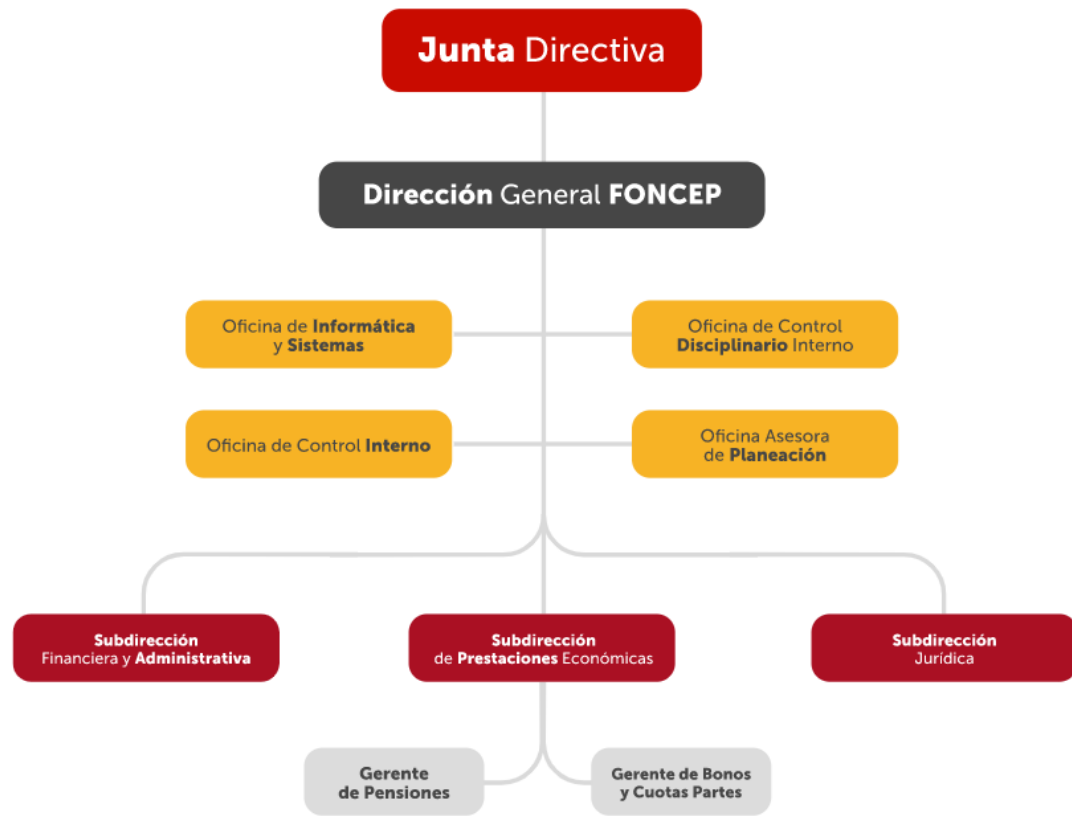 Junta Directiva
Dirección General FONCEP
Oficina de Informática
y Sistemas
Oficina de Control
Disciplinario Interno
Oficina de Control Interno
Oficina Asesora
de Planeación
Subdirección
Financiera y Administrativa
Subdirección
de Prestaciones Económicas
Subdirección
Jurídica
Gerente
de Pensiones
Gerente de Bonos
y Cuotas Partes